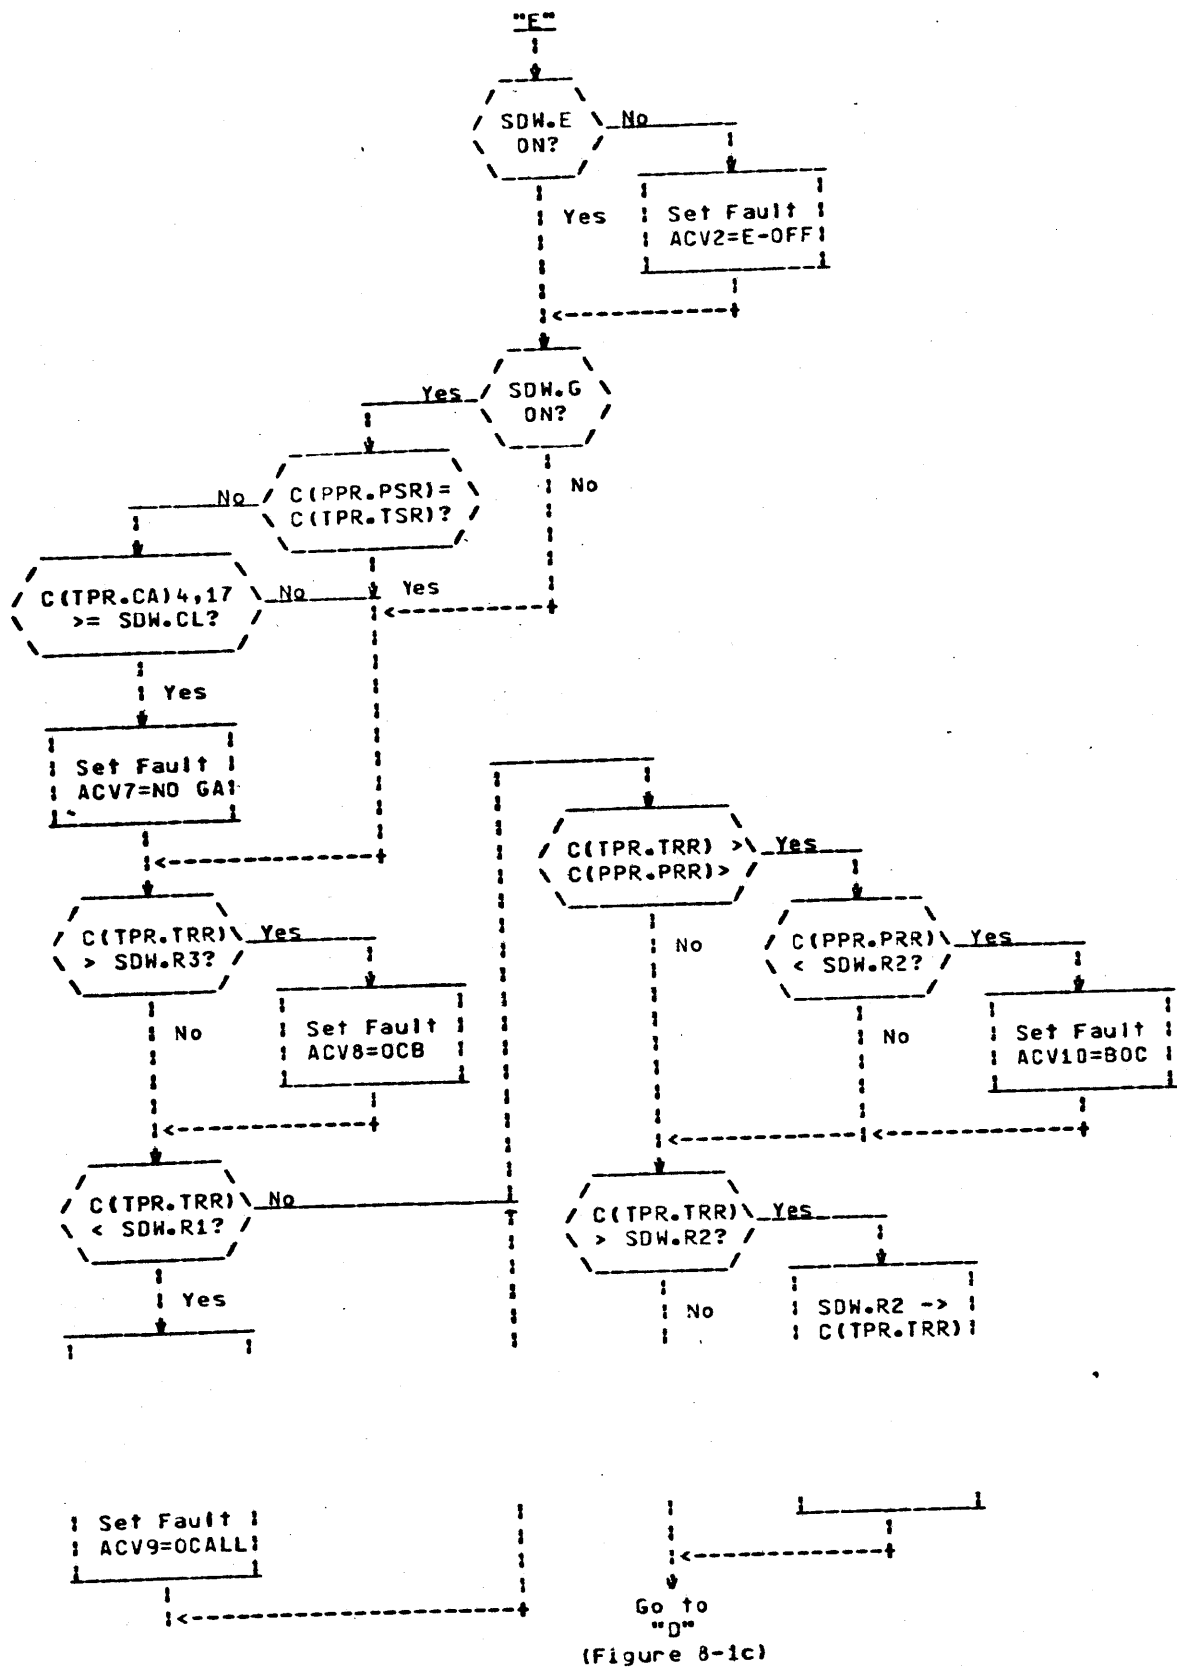 "E"
SDW.E
ON?
No
Yes
Set Fault
ACV2=E-OFF
SDW.G
ON?
Yes
No
C(PPR.PSR)=
C(TPR.TSR)?
No
Yes
C(TPR.CA)4,17
>= SDW.CL?
No
Yes
Set Fault
ACV7=NO GA
C(TPR.TRR)
> SDW.R3?
Yes
No
Set Fault
ACV8=OCB
C(TPR.TRR)
< SDW.R1?
No
Yes
C(TPR.TRR) >
C(PPR.PRR)>
Yes
No
C(PPR.PRR)
< SDW.R2?
Yes
No
Set Fault
ACV10=BOC
C(TPR.TRR)
> SDW.R2?
Yes
No
SDW.R2 ->
C(TPR.TRR)
Set Fault
ACV9=OCALL
Go to
"D"
(Figure 8-1c)